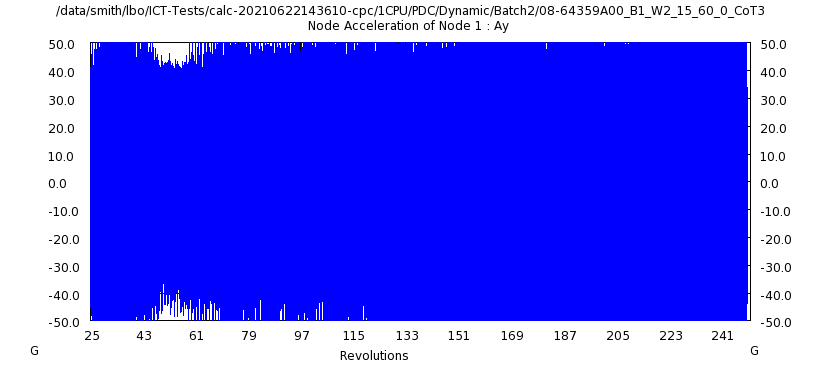 /data/smith/lbo/ICT-Tests/calc-20210622143610-cpc/1CPU/PDC/Dynamic/Batch2/08-64359A00_B1_W2_15_60_0_CoT3
Node Acceleration of Node 1 : Ay
50.0 50.0
40.0 40.0
30.0 30.0
20.0 20.0
10.0 10.0
0.0 0.0
-10.0 -10.0
-20.0 -20.0
-30.0 -30.0
-40.0 -40.0
-50.0 -50.0
25 43 61 79 97 115 133 151 169 187 205 223 241
G G
Revolutions